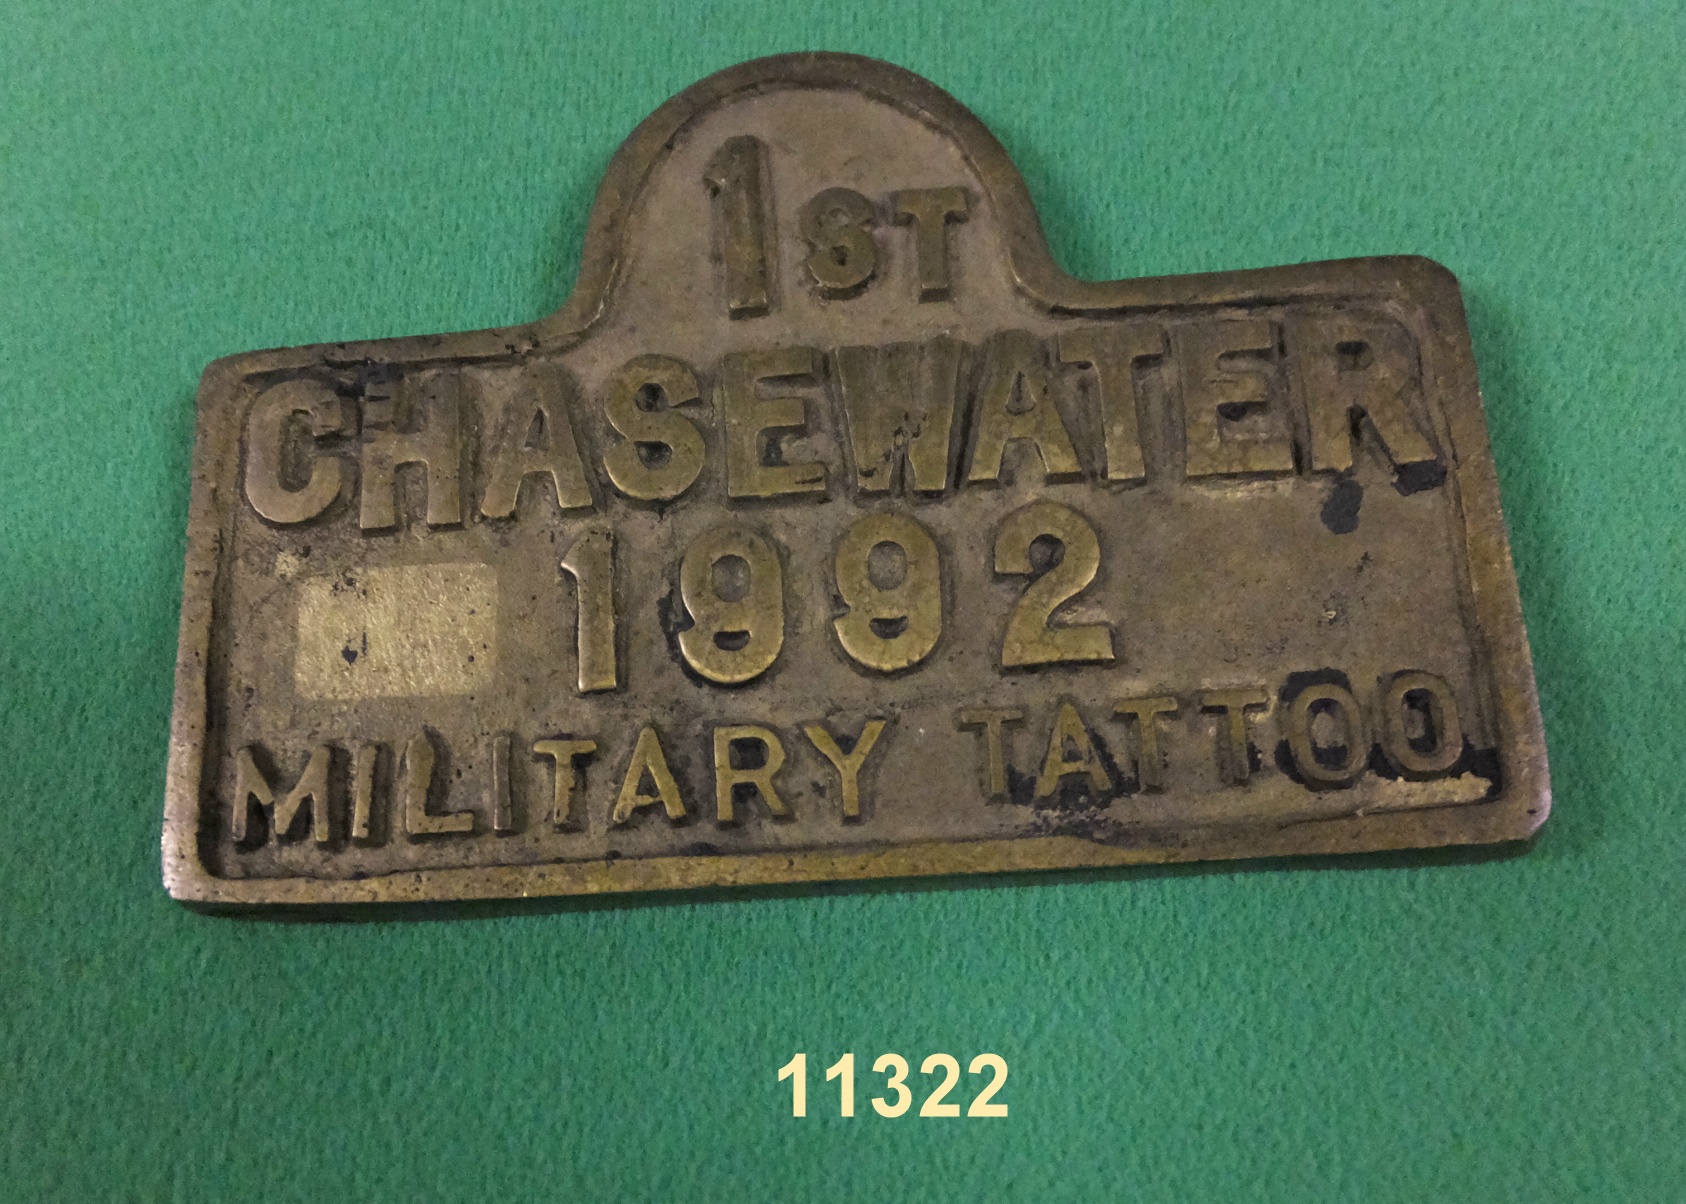 1ST
CHASEWATER
1992
MILITARY TATTOO
11322